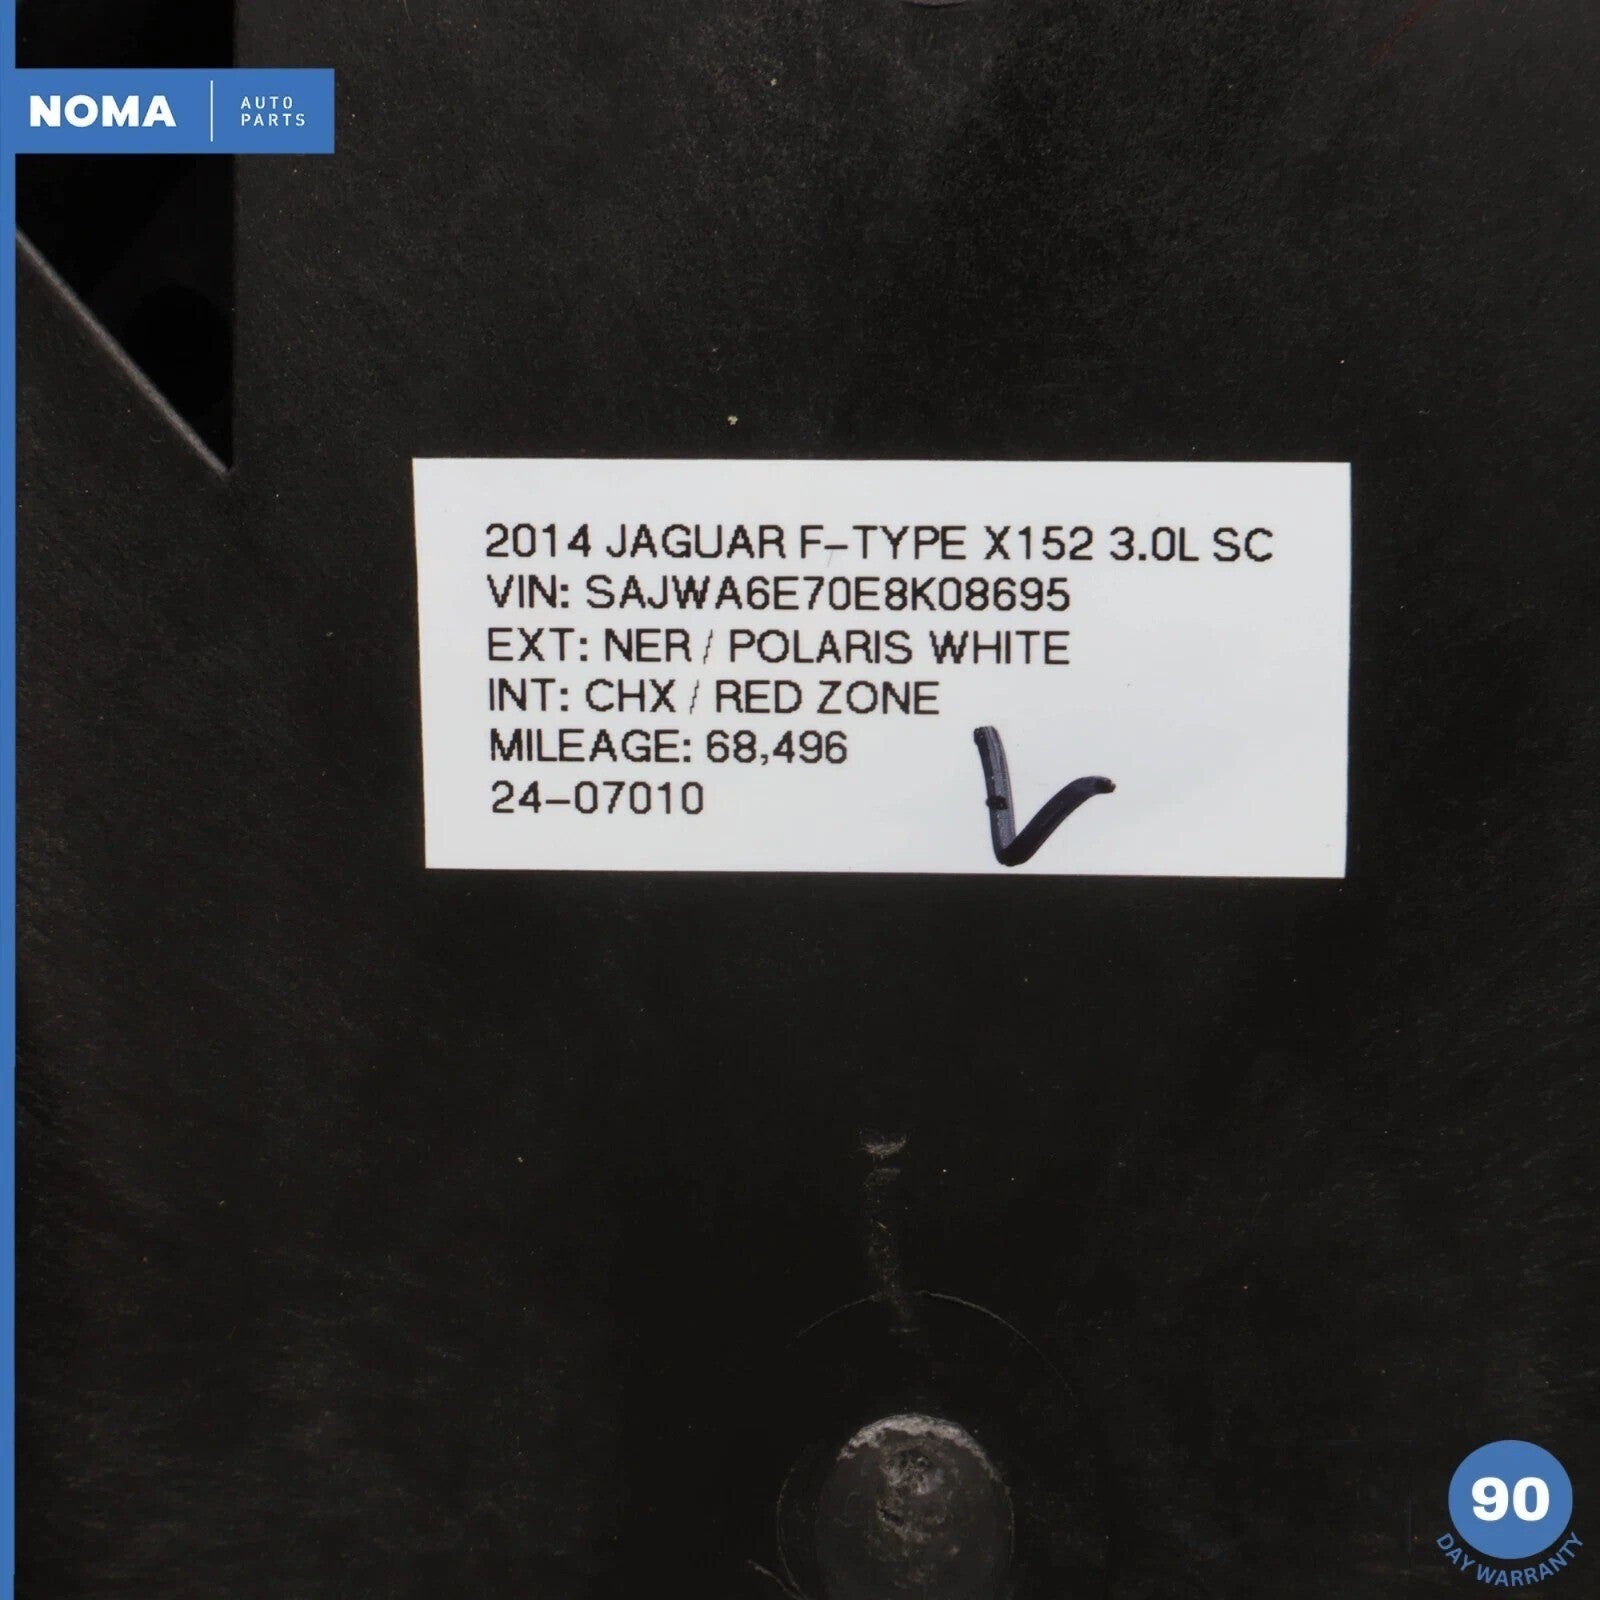 NOMA
AUTO
PARTS
2014 JAGUAR F-TYPE X152 3.0L SC
VIN: SAJWA6E70E8K08695
EXT: NER / POLARIS WHITE
INT: CHX / RED ZONE
MILEAGE: 68,496
24-07010
90
DAY WARRANTY